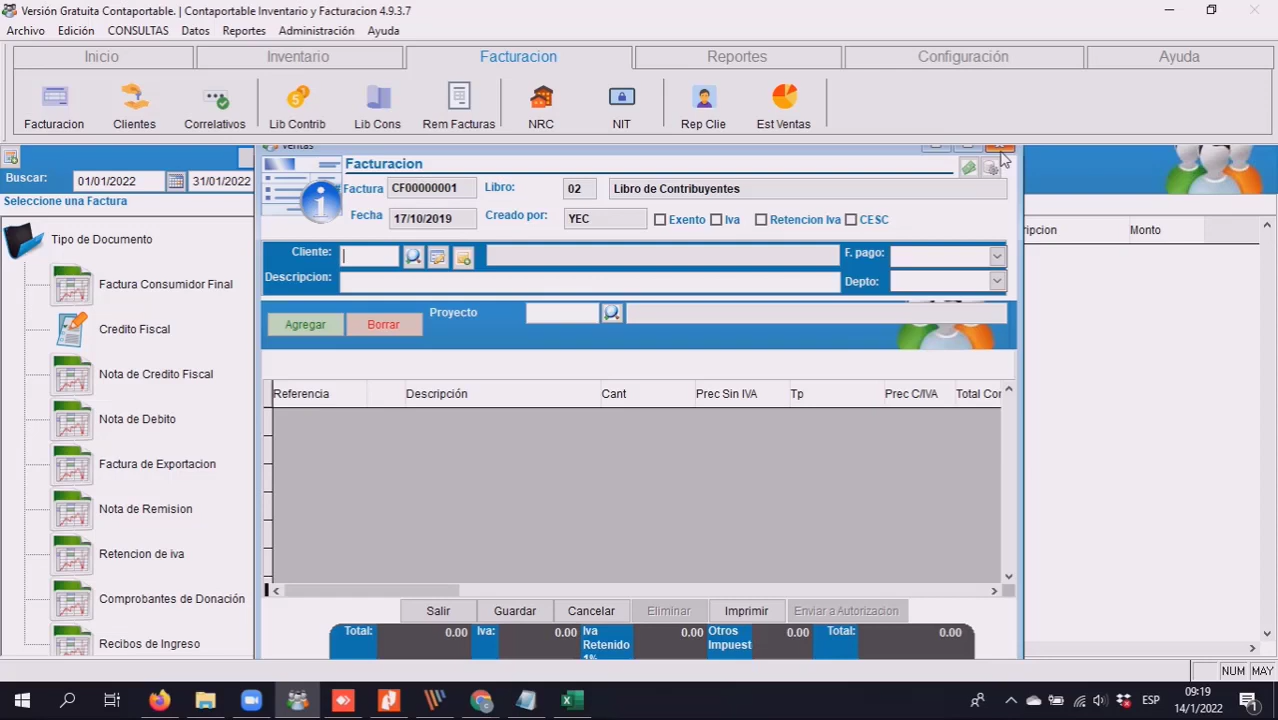 Versión Gratuita Contaportable. | Contaportable Inventario y Facturacion 4.9.3.7
Archivo Edición CONSULTAS Datos Reportes Administración Ayuda
Inicio Inventario Facturacion Reportes Configuración Ayuda
Facturacion Clientes Correlativos Lib Contrib Lib Cons Rem Facturas NRC NIT Rep Clie Est Ventas
Ventas
Buscar: 01/01/2022 31/01/2022
Seleccione una Factura
Tipo de Documento
Factura Consumidor Final
Credito Fiscal
Nota de Credito Fiscal
Nota de Debito
Factura de Exportacion
Nota de Remision
Retencion de iva
Comprobantes de Donación
Recibos de Ingreso
Facturacion
Factura CF00000001 Libro: 02 Libro de Contribuyentes
Fecha 17/10/2019 Creado por: YEC Exento Iva Retencion Iva CESC
Cliente: F. pago:
Descripcion: Depto:
Agregar Borrar Proyecto
Referencia Descripción Cant Prec Sin IVA Tp Prec C/IVA Total Con
Salir Guardar Cancelar Eliminar Imprimir Enviar a Autorizacion
Total: 0.00 Iva: 0.00 Iva Retenido 1% 0.00 Otros Impuest 0.00 Total: 0.00
ripcion Monto
NUM MAY
ESP 09:19
14/1/2022
1